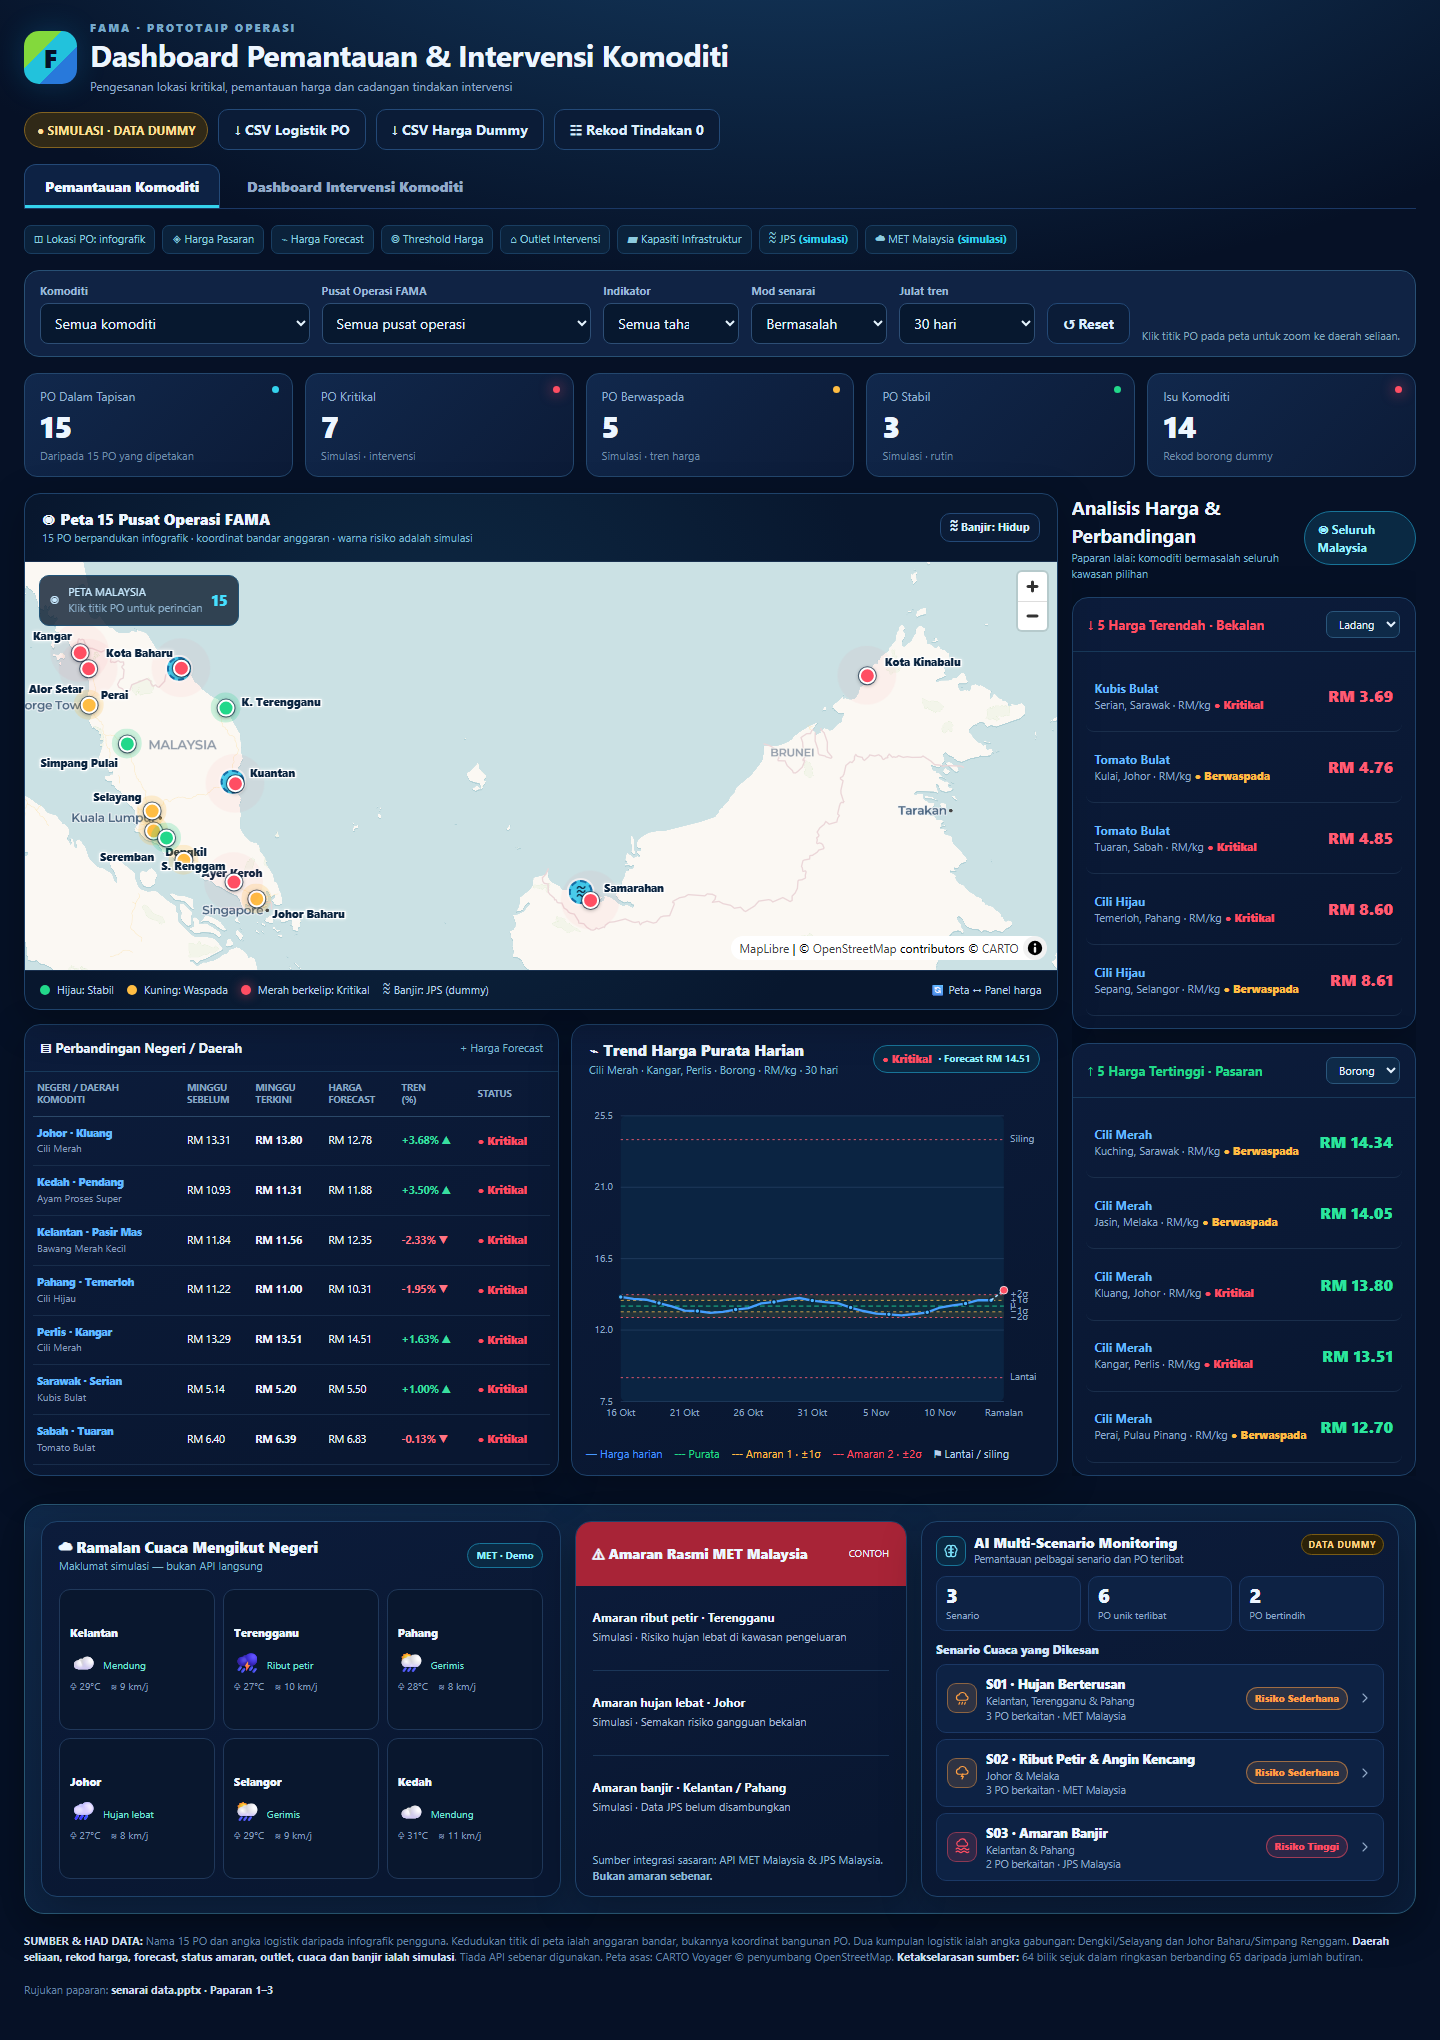 FAMA · PROTOTAIP OPERASI
F
Dashboard Pemantauan & Intervensi Komoditi
Pengesanan lokasi kritikal, pemantauan harga dan cadangan tindakan intervensi
● SIMULASI · DATA DUMMY
↓ CSV Logistik PO
↓ CSV Harga Dummy
☷ Rekod Tindakan 0
Pemantauan Komoditi
Dashboard Intervensi Komoditi
Lokasi PO: infografik
Harga Pasaran
Harga Forecast
Threshold Harga
Outlet Intervensi
Kapasiti Infrastruktur
JPS (simulasi)
MET Malaysia (simulasi)
Komoditi
Pusat Operasi FAMA
Indikator
Mod senarai
Julat tren
Semua komoditi
Semua pusat operasi
Semua taha
Bermasalah
30 hari
↺ Reset
Klik titik PO pada peta untuk zoom ke daerah seliaan.
PO Dalam Tapisan
15
Daripada 15 PO yang dipetakan
PO Kritikal
7
Simulasi · intervensi
PO Berwaspada
5
Simulasi · tren harga
PO Stabil
3
Simulasi · rutin
Isu Komoditi
14
Rekod borong dummy
Peta 15 Pusat Operasi FAMA
15 PO berpandukan infografik · koordinat bandar anggaran · warna risiko adalah simulasi
Banjir: Hidup
PETA MALAYSIA
Klik titik PO untuk perincian
15
+
−
Kangar
Kota Baharu
Kota Kinabalu
Alor Setar
Perai
orge Tow
K. Terengganu
MALAYSIA
Simpang Pulai
BRUNEI
Kuantan
Selayang
Kuala Lumpu
Tarakan
Dengkil
Seremban
S. Renggam
Ayer Keroh
Samarahan
Singapore
Johor Baharu
MapLibre | © OpenStreetMap contributors © CARTO
Hijau: Stabil
Kuning: Waspada
Merah berkelip: Kritikal
Banjir: JPS (dummy)
Peta ↔ Panel harga
Analisis Harga &
Perbandingan
Paparan lalai: komoditi bermasalah seluruh
kawasan pilihan
Seluruh
Malaysia
↓ 5 Harga Terendah · Bekalan
Ladang
Kubis Bulat
Serian, Sarawak · RM/kg ● Kritikal
RM 3.69
Tomato Bulat
Kulai, Johor · RM/kg ● Berwaspada
RM 4.76
Tomato Bulat
Tuaran, Sabah · RM/kg ● Kritikal
RM 4.85
Cili Hijau
Temerloh, Pahang · RM/kg ● Kritikal
RM 8.60
Cili Hijau
Sepang, Selangor · RM/kg ● Berwaspada
RM 8.61
Perbandingan Negeri / Daerah
+ Harga Forecast
NEGERI / DAERAH
KOMODITI
MINGGU
SEBELUM
MINGGU
TERKINI
HARGA
FORECAST
TREN
(%)
STATUS
Johor · Kluang
Cili Merah
RM 13.31 RM 13.80 RM 12.78 +3.68% ▲ ● Kritikal
Kedah · Pendang
Ayam Proses Super
RM 10.93 RM 11.31 RM 11.88 +3.50% ▲ ● Kritikal
Kelantan · Pasir Mas
Bawang Merah Kecil
RM 11.84 RM 11.56 RM 12.35 -2.33% ▼ ● Kritikal
Pahang · Temerloh
Cili Hijau
RM 11.22 RM 11.00 RM 10.31 -1.95% ▼ ● Kritikal
Perlis · Kangar
Cili Merah
RM 13.29 RM 13.51 RM 14.51 +1.63% ▲ ● Kritikal
Sarawak · Serian
Kubis Bulat
RM 5.14 RM 5.20 RM 5.50 +1.00% ▲ ● Kritikal
Sabah · Tuaran
Tomato Bulat
RM 6.40 RM 6.39 RM 6.83 -0.13% ▼ ● Kritikal
Trend Harga Purata Harian
Cili Merah · Kangar, Perlis · Borong · RM/kg · 30 hari
● Kritikal · Forecast RM 14.51
25.5
Siling
21.0
16.5
+2σ
+1σ
μ
−1σ
−2σ
12.0
Lantai
7.5
16 Okt 21 Okt 26 Okt 31 Okt 5 Nov 10 Nov Ramalan
— Harga harian
— Purata
--- Amaran 1 · ±1σ
--- Amaran 2 · ±2σ
⚑ Lantai / siling
↑ 5 Harga Tertinggi · Pasaran
Borong
Cili Merah
Kuching, Sarawak · RM/kg ● Berwaspada
RM 14.34
Cili Merah
Jasin, Melaka · RM/kg ● Berwaspada
RM 14.05
Cili Merah
Kluang, Johor · RM/kg ● Kritikal
RM 13.80
Cili Merah
Kangar, Perlis · RM/kg ● Kritikal
RM 13.51
Cili Merah
Perai, Pulau Pinang · RM/kg ● Berwaspada
RM 12.70
Ramalan Cuaca Mengikut Negeri
Maklumat simulasi — bukan API langsung
MET · Demo
Kelantan
Mendung
29°C ≈ 9 km/j
Terengganu
Ribut petir
27°C ≈ 10 km/j
Pahang
Gerimis
28°C ≈ 8 km/j
Johor
Hujan lebat
27°C ≈ 8 km/j
Selangor
Gerimis
29°C ≈ 9 km/j
Kedah
Mendung
31°C ≈ 11 km/j
⚠ Amaran Rasmi MET Malaysia
CONTOH
Amaran ribut petir · Terengganu
Simulasi · Risiko hujan lebat di kawasan pengeluaran
Amaran hujan lebat · Johor
Simulasi · Semakan risiko gangguan bekalan
Amaran banjir · Kelantan / Pahang
Simulasi · Data JPS belum disambungkan
Sumber integrasi sasaran: API MET Malaysia & JPS Malaysia.
Bukan amaran sebenar.
AI Multi-Scenario Monitoring
Pemantauan pelbagai senario dan PO terlibat
DATA DUMMY
3
Senario
6
PO unik terlibat
2
PO bertindih
Senario Cuaca yang Dikesan
S01 · Hujan Berterusan
Kelantan, Terengganu & Pahang
3 PO berkaitan · MET Malaysia
Risiko Sederhana
S02 · Ribut Petir & Angin Kencang
Johor & Melaka
3 PO berkaitan · MET Malaysia
Risiko Sederhana
S03 · Amaran Banjir
Kelantan & Pahang
2 PO berkaitan · JPS Malaysia
Risiko Tinggi
SUMBER & HAD DATA: Nama 15 PO dan angka logistik daripada infografik pengguna. Kedudukan titik di peta ialah anggaran bandar, bukannya koordinat bangunan PO. Dua kumpulan logistik ialah angka gabungan: Dengkil/Selayang dan Johor Baharu/Simpang Renggam. Daerah
seliaan, rekod harga, forecast, status amaran, outlet, cuaca dan banjir ialah simulasi. Tiada API sebenar digunakan. Peta asas: CARTO Voyager © penyumbang OpenStreetMap. Ketakselarasan sumber: 64 bilik sejuk dalam ringkasan berbanding 65 daripada jumlah butiran.
Rujukan paparan: senarai data.pptx · Paparan 1–3